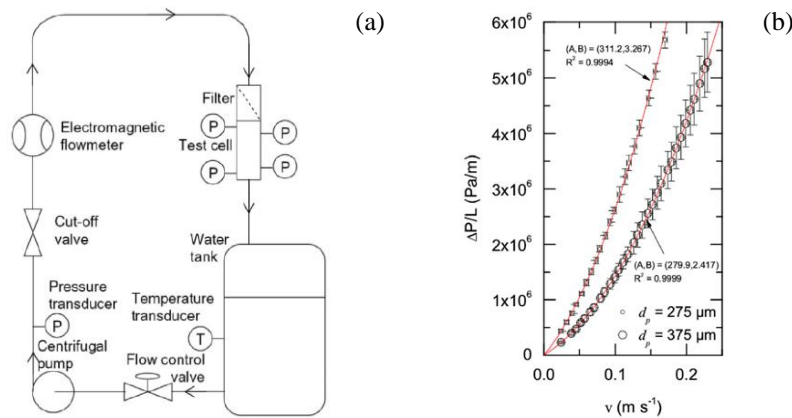 (a)
Filter
P
P
Test cell
P
P
Electromagnetic
flowmeter
Cut-off
valve
Water
tank
Pressure
transducer
P
Temperature
transducer
T
Centrifugal
pump
Flow control
valve
(b)
6x10⁶
5x10⁶
4x10⁶
3x10⁶
2x10⁶
1x10⁶
0
ΔP/L (Pa/m)
(A,B) = (311.2,3.267)
R² = 0.9994
(A,B) = (279.9,2.417)
R² = 0.9999
dₚ = 275 μm
dₚ = 375 μm
0.0 0.1 0.2
v (m s⁻¹)